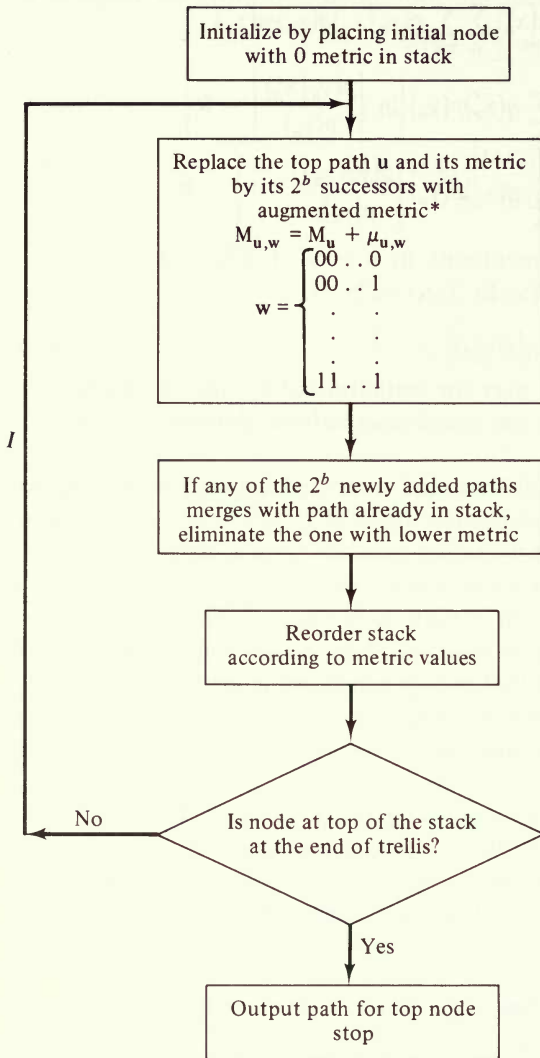 Initialize by placing initial node
with 0 metric in stack
Replace the top path u and its metric
by its 2^b successors with
augmented metric*
M_{u,w} = M_u + μ_{u,w}
00 . . 0
00 . . 1
w =
. .
. .
. .
11 . . 1
I
If any of the 2^b newly added paths
merges with path already in stack,
eliminate the one with lower metric
Reorder stack
according to metric values
No
Is node at top of the stack
at the end of trellis?
Yes
Output path for top node
stop